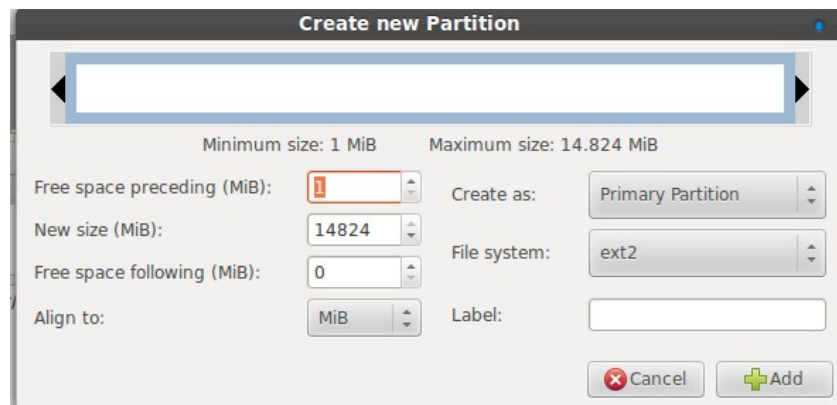 Create new Partition
Minimum size: 1 MiB Maximum size: 14.824 MiB
Free space preceding (MiB): 1
New size (MiB): 14824
Free space following (MiB): 0
Align to: MiB
Create as: Primary Partition
File system: ext2
Label:
Cancel Add